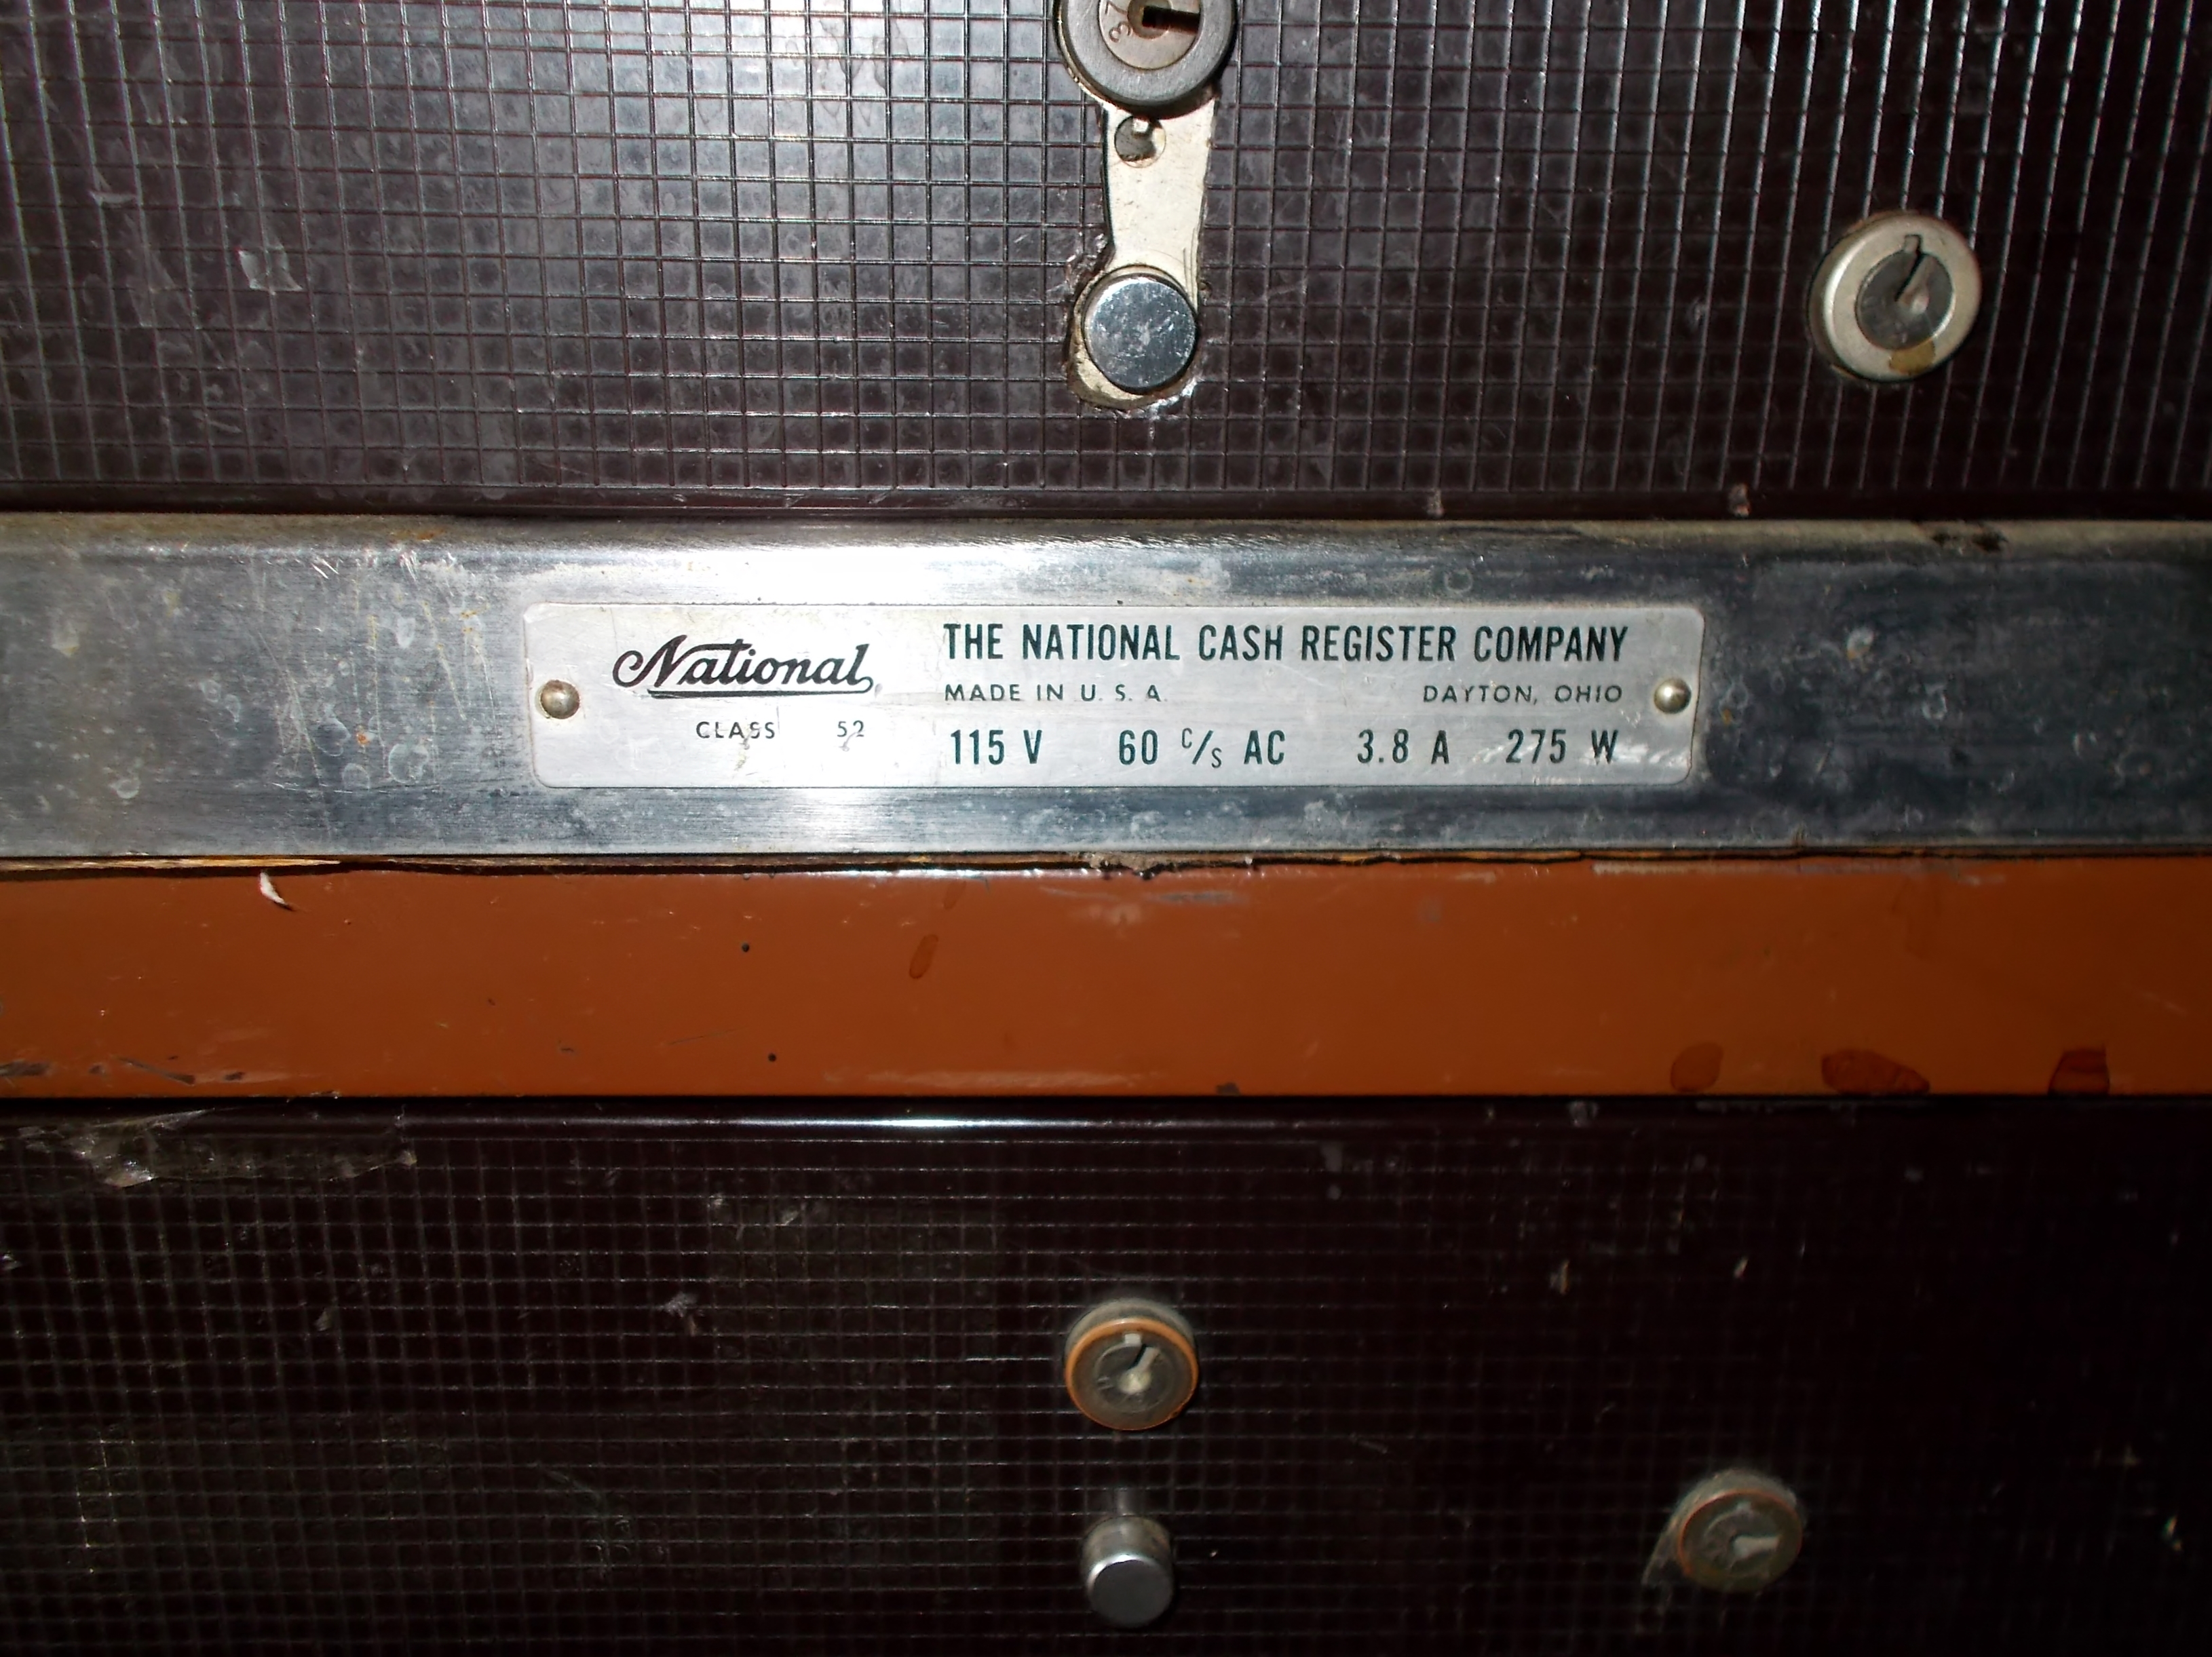 National
CLASS 52
THE NATIONAL CASH REGISTER COMPANY
MADE IN U. S. A. DAYTON, OHIO
115 V 60 C/S AC 3.8 A 275 W